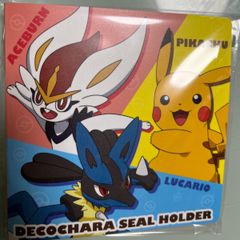 ACEBURN
PIKACHU
LUCARIO
DECOCHARA SEAL HOLDER